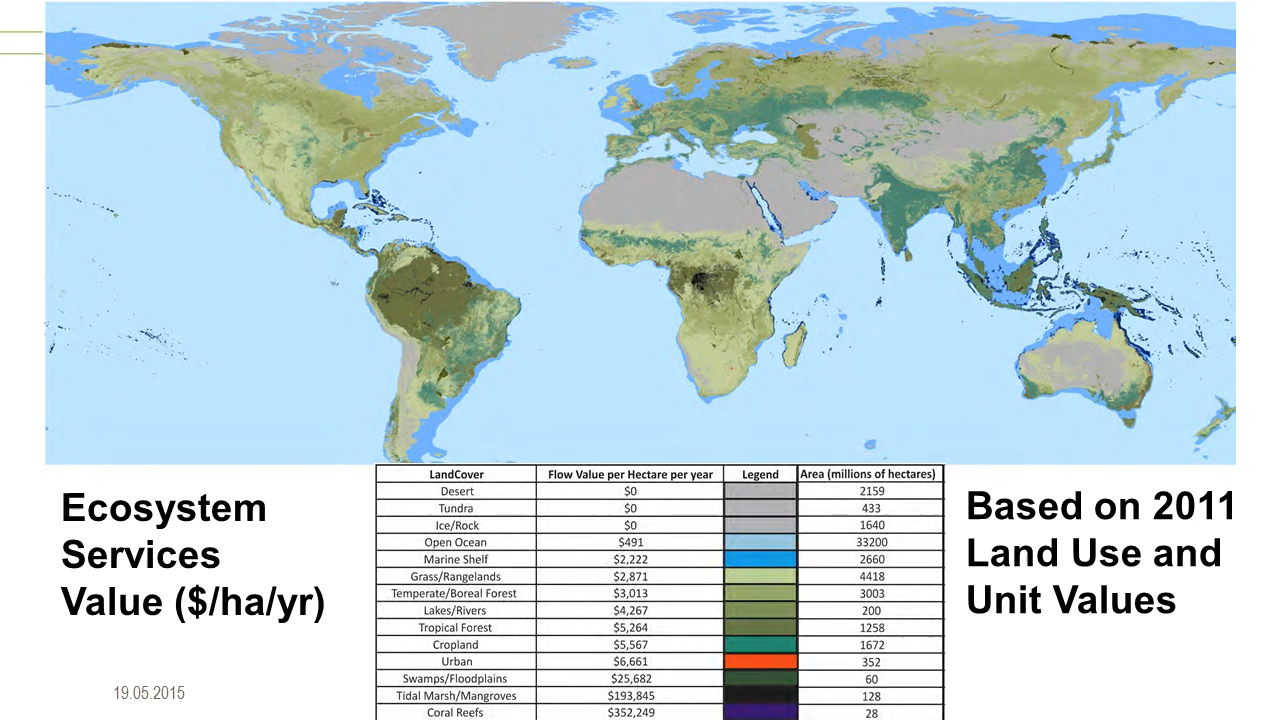 LandCover Flow Value per Hectare per year Legend Area (millions of hectares)
Desert $0 2159
Tundra $0 433
Ice/Rock $0 1640
Open Ocean $491 33200
Marine Shelf $2,222 2660
Grass/Rangelands $2,871 4418
Temperate/Boreal Forest $3,013 3003
Lakes/Rivers $4,267 200
Tropical Forest $5,264 1258
Cropland $5,567 1672
Urban $6,661 352
Swamps/Floodplains $25,682 60
Tidal Marsh/Mangroves $193,845 128
Coral Reefs $352,249 28
Ecosystem
Services
Value ($/ha/yr)
Based on 2011
Land Use and
Unit Values
19.05.2015